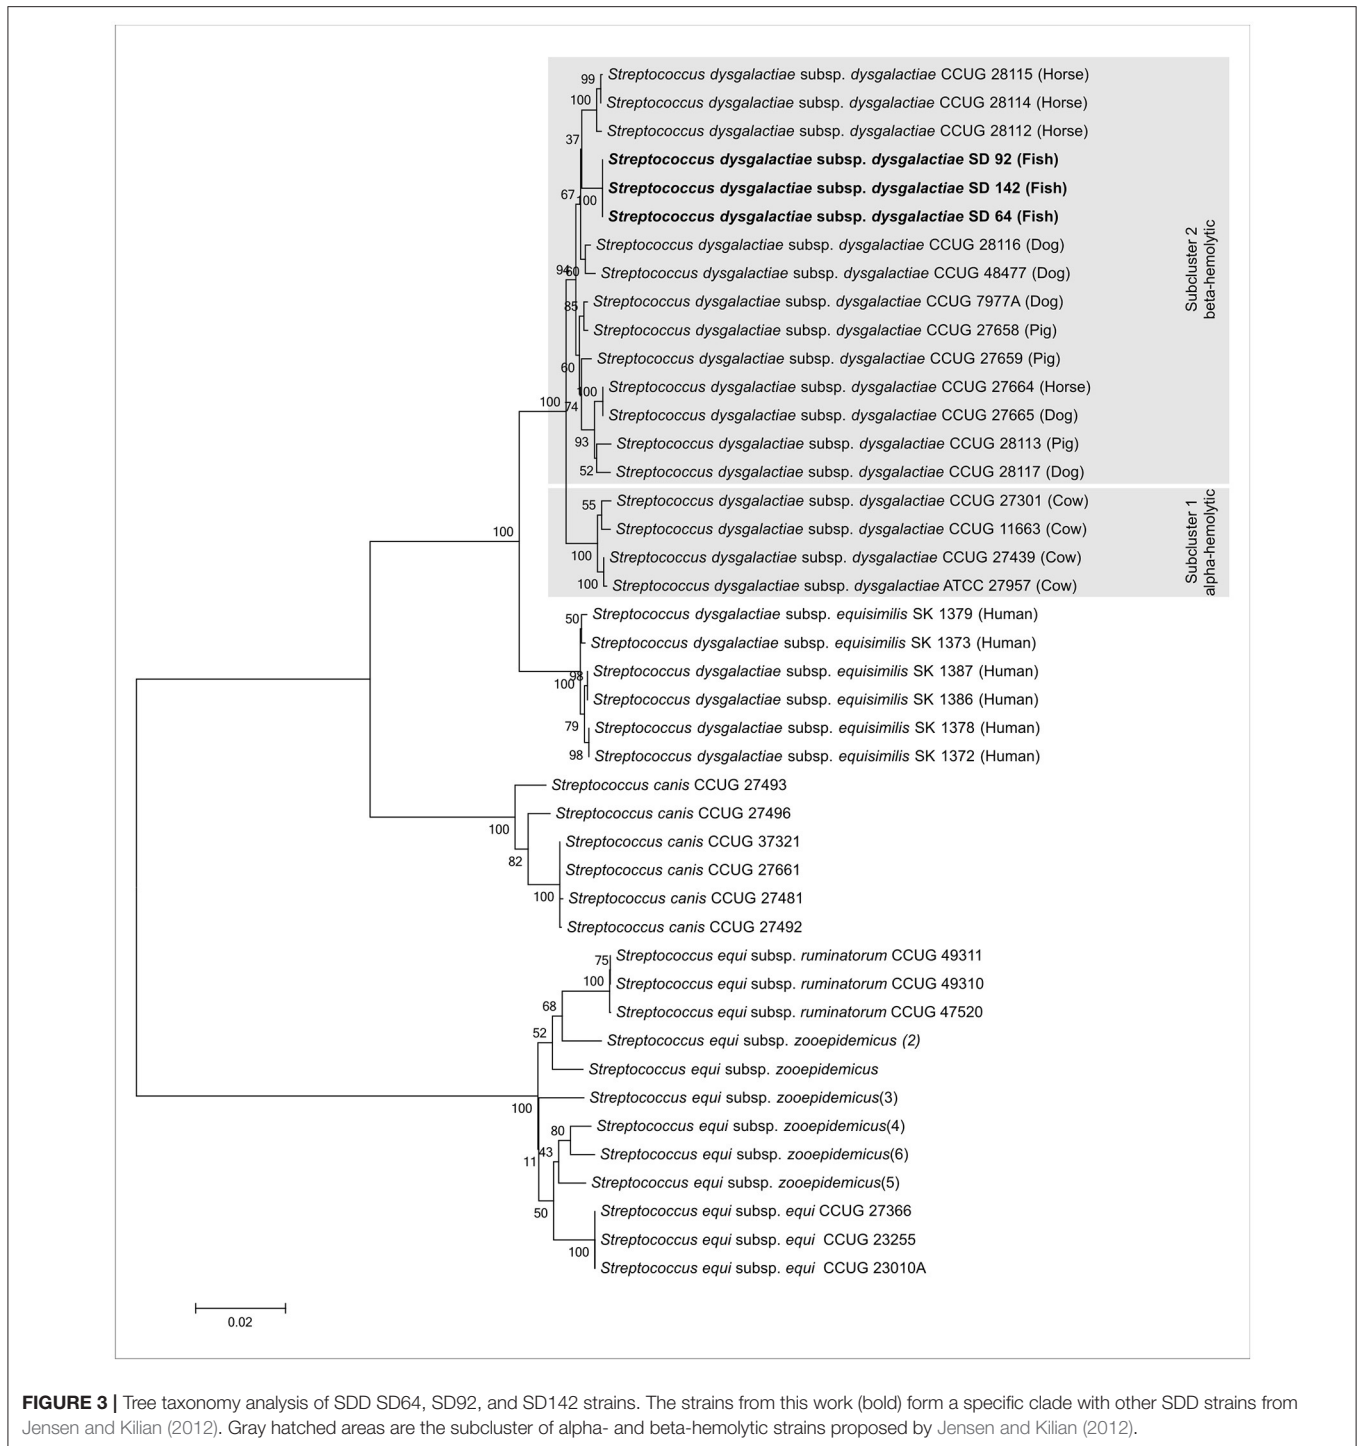 99
Streptococcus dysgalactiae subsp. dysgalactiae CCUG 28115 (Horse)
100
Streptococcus dysgalactiae subsp. dysgalactiae CCUG 28114 (Horse)
Streptococcus dysgalactiae subsp. dysgalactiae CCUG 28112 (Horse)
37
Streptococcus dysgalactiae subsp. dysgalactiae SD 92 (Fish)
67
100
Streptococcus dysgalactiae subsp. dysgalactiae SD 142 (Fish)
Streptococcus dysgalactiae subsp. dysgalactiae SD 64 (Fish)
Streptococcus dysgalactiae subsp. dysgalactiae CCUG 28116 (Dog)
94
60
Streptococcus dysgalactiae subsp. dysgalactiae CCUG 48477 (Dog)
Streptococcus dysgalactiae subsp. dysgalactiae CCUG 7977A (Dog)
85
Streptococcus dysgalactiae subsp. dysgalactiae CCUG 27658 (Pig)
Streptococcus dysgalactiae subsp. dysgalactiae CCUG 27659 (Pig)
60
100
Streptococcus dysgalactiae subsp. dysgalactiae CCUG 27664 (Horse)
100
74
Streptococcus dysgalactiae subsp. dysgalactiae CCUG 27665 (Dog)
93
Streptococcus dysgalactiae subsp. dysgalactiae CCUG 28113 (Pig)
52
Streptococcus dysgalactiae subsp. dysgalactiae CCUG 28117 (Dog)
Subcluster 2
beta-hemolytic
55
Streptococcus dysgalactiae subsp. dysgalactiae CCUG 27301 (Cow)
Streptococcus dysgalactiae subsp. dysgalactiae CCUG 11663 (Cow)
100
100
Streptococcus dysgalactiae subsp. dysgalactiae CCUG 27439 (Cow)
100
Streptococcus dysgalactiae subsp. dysgalactiae ATCC 27957 (Cow)
Subcluster 1
alpha-hemolytic
50
Streptococcus dysgalactiae subsp. equisimilis SK 1379 (Human)
Streptococcus dysgalactiae subsp. equisimilis SK 1373 (Human)
98
100
Streptococcus dysgalactiae subsp. equisimilis SK 1387 (Human)
Streptococcus dysgalactiae subsp. equisimilis SK 1386 (Human)
79
Streptococcus dysgalactiae subsp. equisimilis SK 1378 (Human)
98
Streptococcus dysgalactiae subsp. equisimilis SK 1372 (Human)
Streptococcus canis CCUG 27493
Streptococcus canis CCUG 27496
100
Streptococcus canis CCUG 37321
82
Streptococcus canis CCUG 27661
100
Streptococcus canis CCUG 27481
Streptococcus canis CCUG 27492
75
Streptococcus equi subsp. ruminatorum CCUG 49311
100
Streptococcus equi subsp. ruminatorum CCUG 49310
68
Streptococcus equi subsp. ruminatorum CCUG 47520
52
Streptococcus equi subsp. zooepidemicus (2)
Streptococcus equi subsp. zooepidemicus
Streptococcus equi subsp. zooepidemicus(3)
100
Streptococcus equi subsp. zooepidemicus(4)
80
43
11
Streptococcus equi subsp. zooepidemicus(6)
Streptococcus equi subsp. zooepidemicus(5)
50
Streptococcus equi subsp. equi CCUG 27366
Streptococcus equi subsp. equi CCUG 23255
100
Streptococcus equi subsp. equi CCUG 23010A
0.02
FIGURE 3 | Tree taxonomy analysis of SDD SD64, SD92, and SD142 strains. The strains from this work (bold) form a specific clade with other SDD strains from
Jensen and Kilian (2012). Gray hatched areas are the subcluster of alpha- and beta-hemolytic strains proposed by Jensen and Kilian (2012).